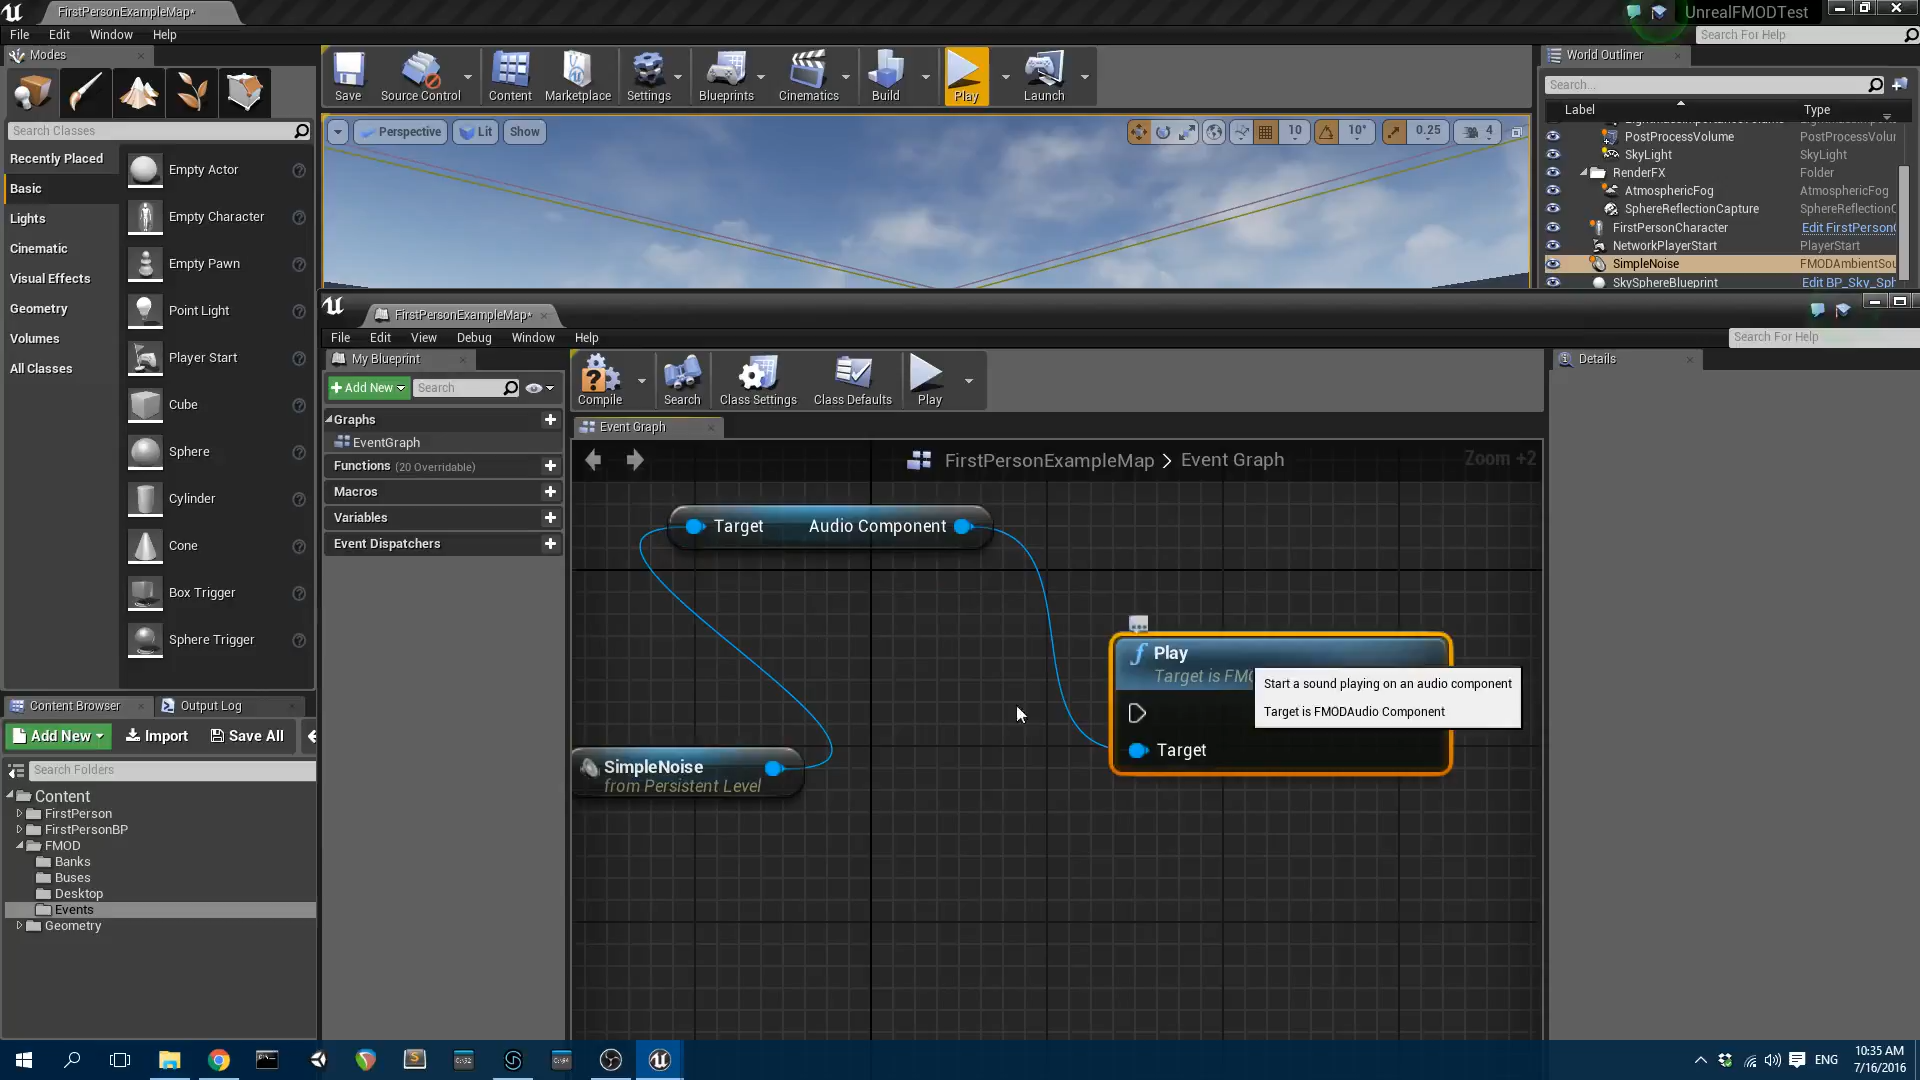 FirstPersonExampleMap*
UnrealFMODTest
File Edit Window Help
Search For Help
Modes
Save
Source Control
Content
Marketplace
Settings
Blueprints
Cinematics
Build
Play
Launch
World Outliner
Search...
Label Type
Search Classes
Perspective
Lit
Show
10
10°
0.25
4
PostProcessVolume PostProcessVolur
SkyLight SkyLight
RenderFX Folder
AtmosphericFog AtmosphericFog
SphereReflectionCapture SphereReflectionC
FirstPersonCharacter Edit FirstPersonC
NetworkPlayerStart PlayerStart
SimpleNoise FMODAmbientSou
SkySphereBlueprint Edit BP_Sky_Sph
Recently Placed
Basic
Lights
Cinematic
Visual Effects
Geometry
Volumes
All Classes
Empty Actor
Empty Character
Empty Pawn
Point Light
Player Start
Cube
Sphere
Cylinder
Cone
Box Trigger
Sphere Trigger
FirstPersonExampleMap*
File Edit View Debug Window Help
Search For Help
My Blueprint
Add New
Search
Graphs
EventGraph
Functions (20 Overridable)
Macros
Variables
Event Dispatchers
Compile
Search
Class Settings
Class Defaults
Play
Details
Event Graph
FirstPersonExampleMap > Event Graph
Zoom +2
Target Audio Component
Play
Target is FMO
Target
Start a sound playing on an audio component
Target is FMODAudio Component
SimpleNoise
from Persistent Level
Content Browser
Output Log
Add New
Import
Save All
Search Folders
Content
FirstPerson
FirstPersonBP
FMOD
Banks
Buses
Desktop
Events
Geometry
ENG
10:35 AM
7/16/2016